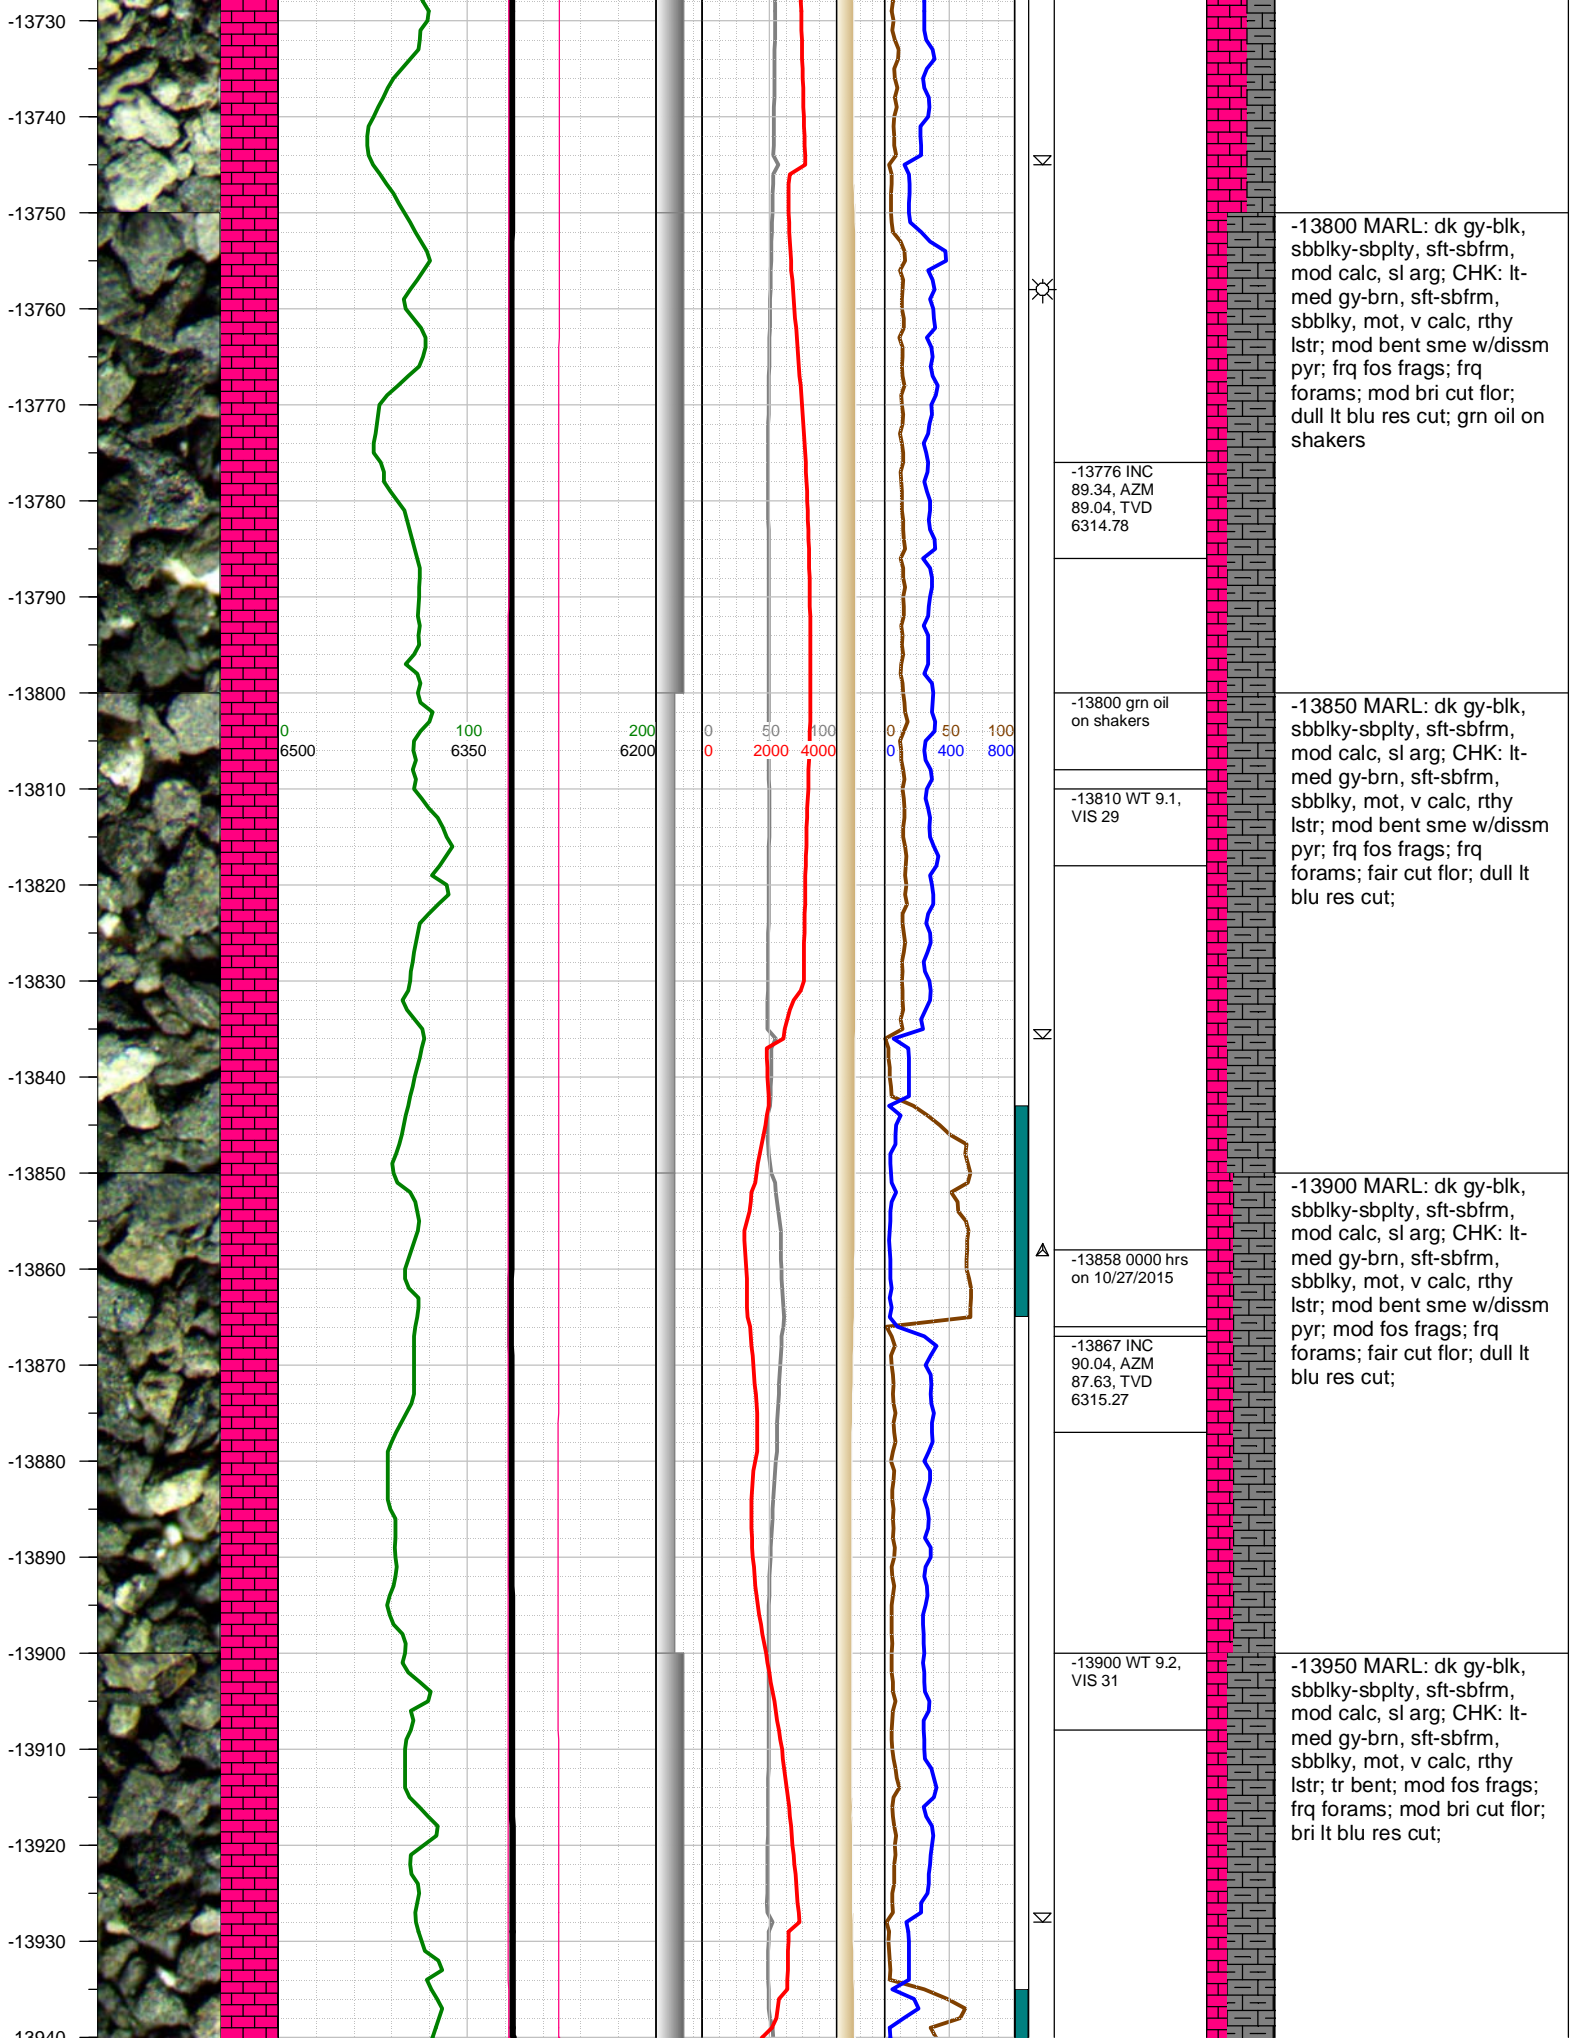 -13730
-13740
-13750
-13760
-13770
-13780
-13790
-13800
-13810
-13820
-13830
-13840
-13850
-13860
-13870
-13880
-13890
-13900
-13910
-13920
-13930
-13940
0 100 200
6500 6350 6200
0 50 100
0 2000 4000
0 50 100
0 400 800
-13776 INC
89.34, AZM
89.04, TVD
6314.78
-13800 grn oil
on shakers
-13810 WT 9.1,
VIS 29
-13858 0000 hrs
on 10/27/2015
-13867 INC
90.04, AZM
87.63, TVD
6315.27
-13900 WT 9.2,
VIS 31
-13800 MARL: dk gy-blk,
sbblky-sbplty, sft-sbfrm,
mod calc, sl arg; CHK: lt-
med gy-brn, sft-sbfrm,
sbblky, mot, v calc, rthy
lstr; mod bent sme w/dissm
pyr; frq fos frags; frq
forams; mod bri cut flor;
dull lt blu res cut; grn oil on
shakers
-13850 MARL: dk gy-blk,
sbblky-sbplty, sft-sbfrm,
mod calc, sl arg; CHK: lt-
med gy-brn, sft-sbfrm,
sbblky, mot, v calc, rthy
lstr; mod bent sme w/dissm
pyr; frq fos frags; frq
forams; fair cut flor; dull lt
blu res cut;
-13900 MARL: dk gy-blk,
sbblky-sbplty, sft-sbfrm,
mod calc, sl arg; CHK: lt-
med gy-brn, sft-sbfrm,
sbblky, mot, v calc, rthy
lstr; mod bent sme w/dissm
pyr; mod fos frags; frq
forams; fair cut flor; dull lt
blu res cut;
-13950 MARL: dk gy-blk,
sbblky-sbplty, sft-sbfrm,
mod calc, sl arg; CHK: lt-
med gy-brn, sft-sbfrm,
sbblky, mot, v calc, rthy
lstr; tr bent; mod fos frags;
frq forams; mod bri cut flor;
bri lt blu res cut;